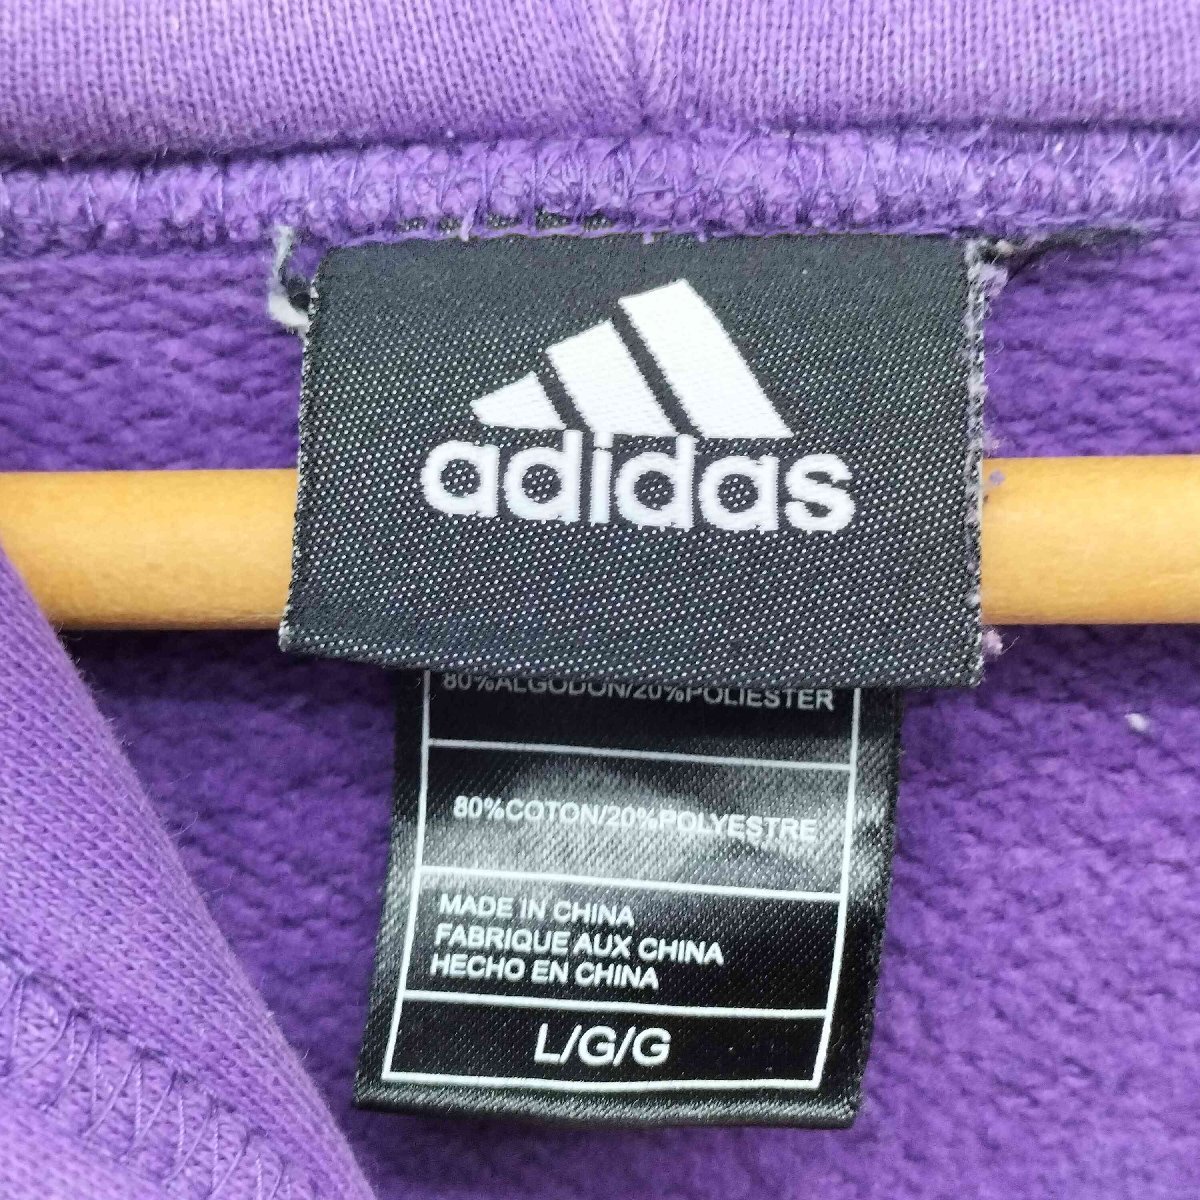 adidas
80%ALGODON/20%POLIESTER
80%COTON/20%POLYESTRE
MADE IN CHINA
FABRIQUE AUX CHINA
HECHO EN CHINA
L/G/G